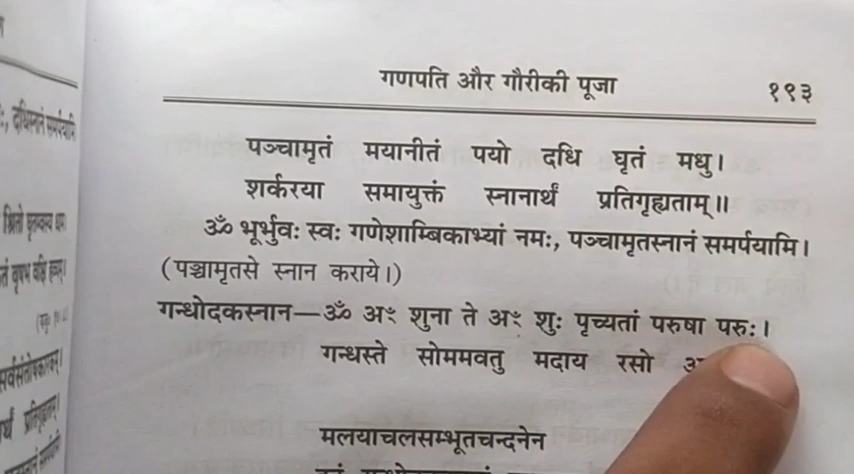 गणपति और गौरीकी पूजा
१९३
पञ्चामृतं मयानीतं पयो दधि घृतं मधु।
शर्करया समायुक्तं स्नानार्थं प्रतिगृह्यताम्॥
ॐ भूर्भुवः स्वः गणेशाम्बिकाभ्यां नमः, पञ्चामृतस्नानं समर्पयामि।
(पञ्चामृतसे स्नान कराये।)
गन्धोदकस्नान—ॐ अꣳ शुना ते अꣳ शुः पृच्यतां परुषा परुः।
गन्धस्ते सोममवतु मदाय रसो
मलयाचलसम्भूतचन्दनेन